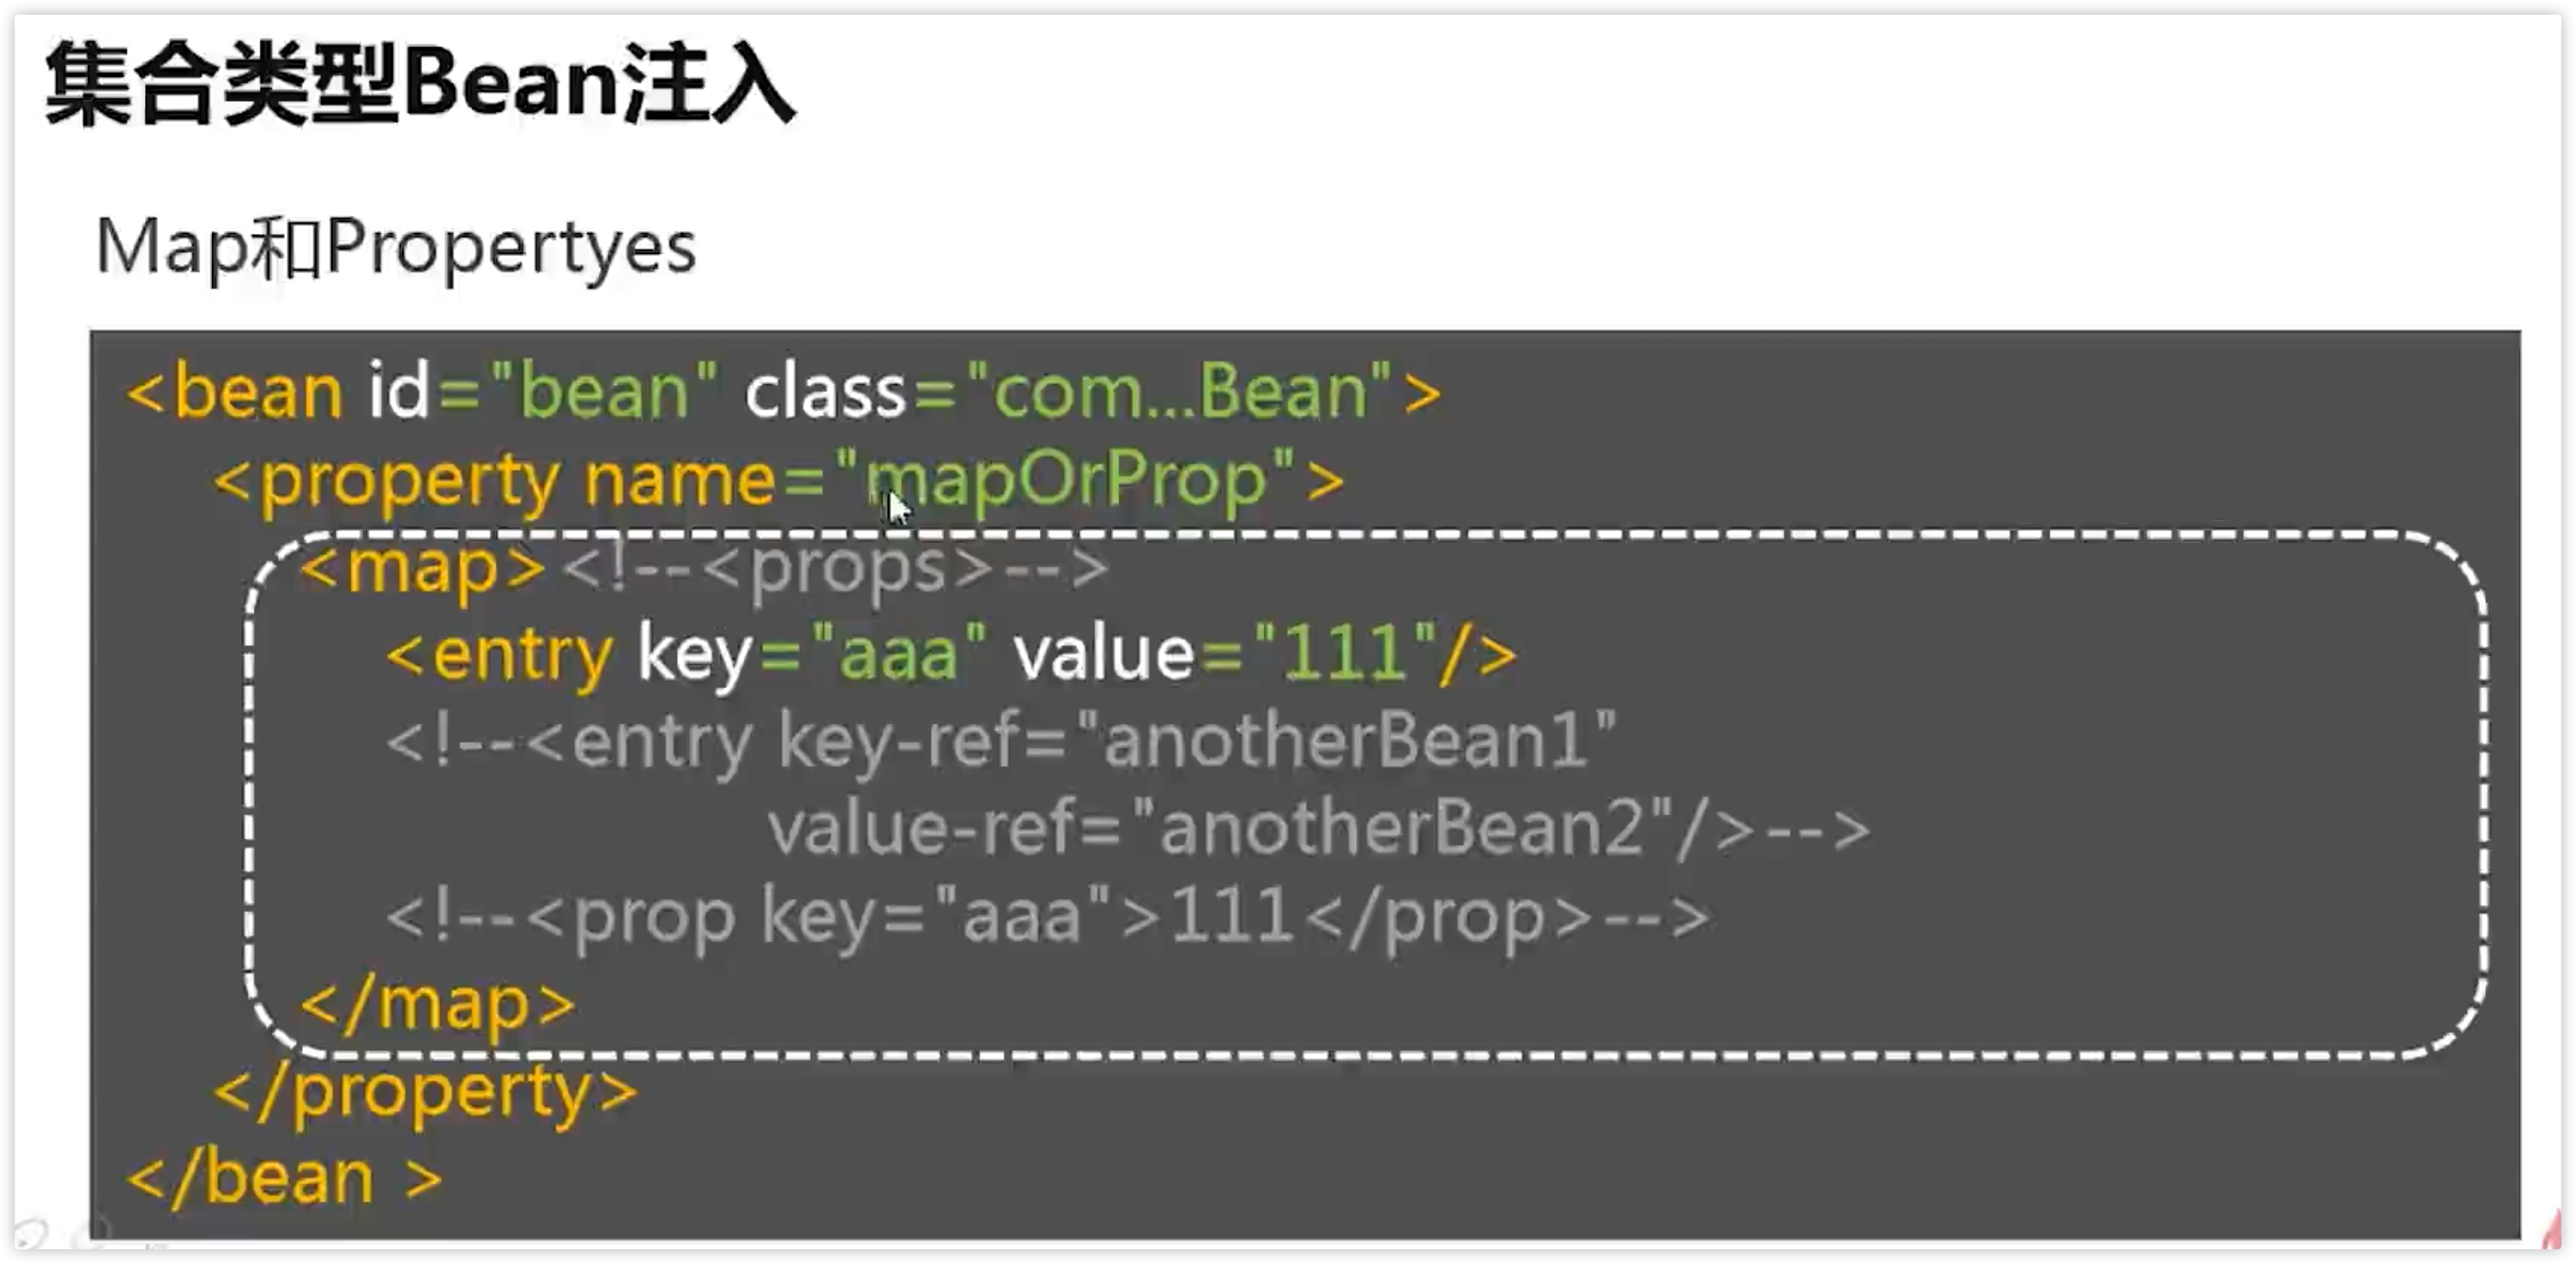 集合类型Bean注入
Map和Propertyes
<bean id="bean" class="com...Bean">
<property name="mapOrProp">
<map><!--<props>-->
<entry key="aaa" value="111"/>
<!--<entry key-ref="anotherBean1"
value-ref="anotherBean2"/>-->
<!--<prop key="aaa">111</prop>-->
</map>
</property>
</bean >